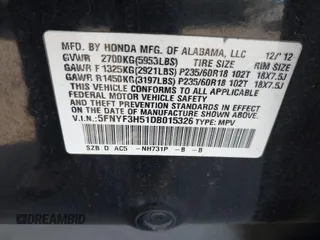 MFD. BY HONDA MFG. OF ALABAMA, LLC 12/'12
GVWR 2700KG(5953LBS) TIRE SIZE RIM SIZE
GAWR F 1325KG(2921LBS) P235/60R18 102T 18X7.5J
GAWR R1450KG(3197LBS) P235/60R18 102T 18X7.5J
THIS VEHICLE CONFORMS TO ALL APPLICABLE
FEDERAL MOTOR VEHICLE SAFETY AND THEFT
PREVENTION STANDARDS IN EFFECT ON THE DATE
OF MANUFACTURE SHOWN ABOVE.
V.I.N.:5FNYF3H51DB015326 TYPE: MPV
SZB D AC5 -NH731P -B -B
© STATVIN.COM